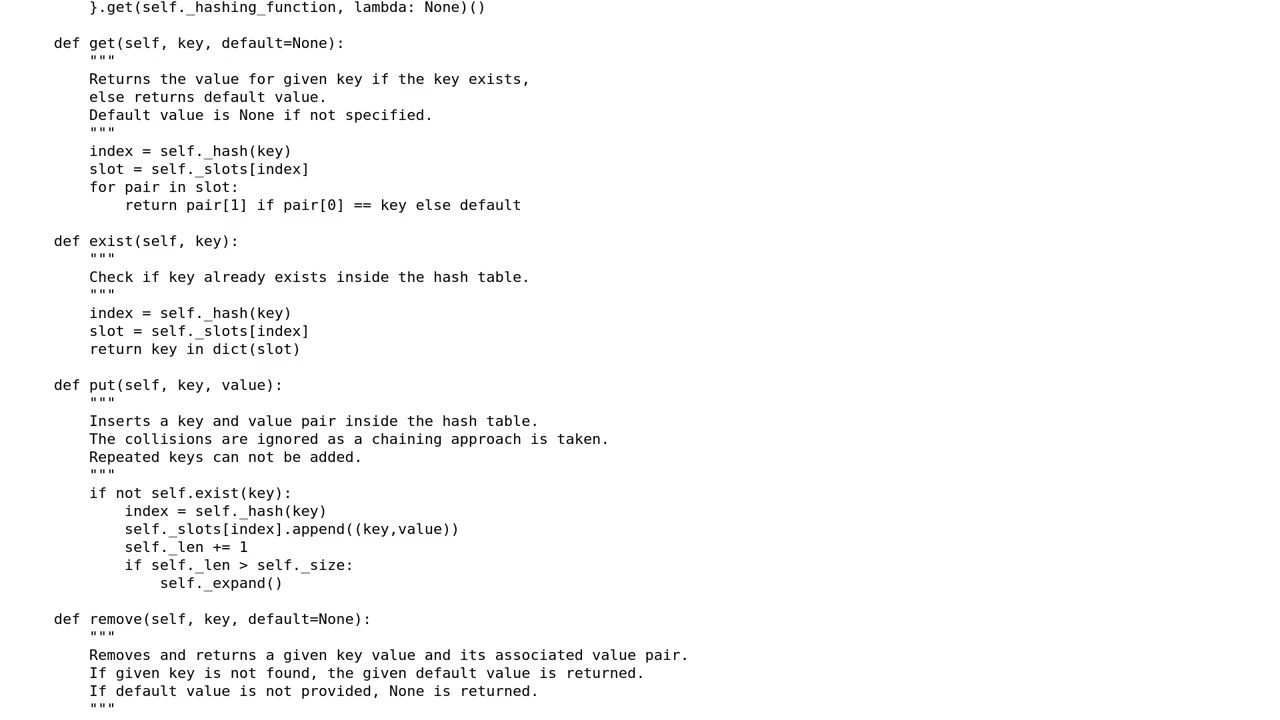 }.get(self._hashing_function, lambda: None)()

    def get(self, key, default=None):
        """
        Returns the value for given key if the key exists,
        else returns default value.
        Default value is None if not specified.
        """
        index = self._hash(key)
        slot = self._slots[index]
        for pair in slot:
            return pair[1] if pair[0] == key else default

    def exist(self, key):
        """
        Check if key already exists inside the hash table.
        """
        index = self._hash(key)
        slot = self._slots[index]
        return key in dict(slot)

    def put(self, key, value):
        """
        Inserts a key and value pair inside the hash table.
        The collisions are ignored as a chaining approach is taken.
        Repeated keys can not be added.
        """
        if not self.exist(key):
            index = self._hash(key)
            self._slots[index].append((key,value))
            self._len += 1
            if self._len > self._size:
                self._expand()

    def remove(self, key, default=None):
        """
        Removes and returns a given key value and its associated value pair.
        If given key is not found, the given default value is returned.
        If default value is not provided, None is returned.
        """